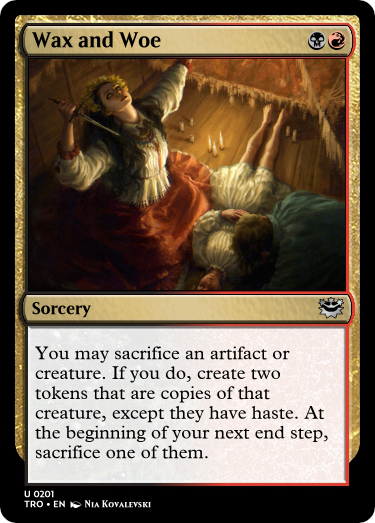 Wax and Woe
Sorcery
You may sacrifice an artifact or
creature. If you do, create two
tokens that are copies of that
creature, except they have haste. At
the beginning of your next end step,
sacrifice one of them.
U 0201
TRO • EN Nia Kovalevski